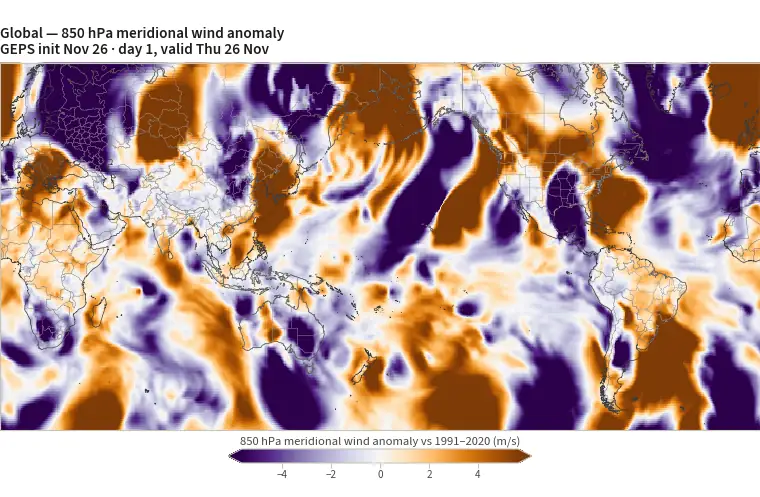 Global — 850 hPa meridional wind anomaly
GEPS init Nov 26 · day 1, valid Thu 26 Nov
850 hPa meridional wind anomaly vs 1991–2020 (m/s)
−4 −2 0 2 4